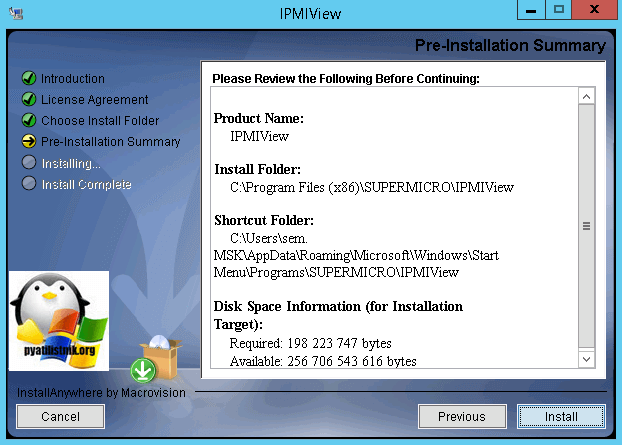 IPMIView
Pre-Installation Summary
Introduction
License Agreement
Choose Install Folder
Pre-Installation Summary
Installing...
Install Complete
Please Review the Following Before Continuing:
Product Name:
IPMIView
Install Folder:
C:\Program Files (x86)\SUPERMICRO\IPMIView
Shortcut Folder:
C:\Users\sem.
MSK\AppData\Roaming\Microsoft\Windows\Start
Menu\Programs\SUPERMICRO\IPMIView
Disk Space Information (for Installation
Target):
Required: 198 223 747 bytes
Available: 256 706 543 616 bytes
pyatilistnik.org
InstallAnywhere by Macrovision
Cancel
Previous
Install